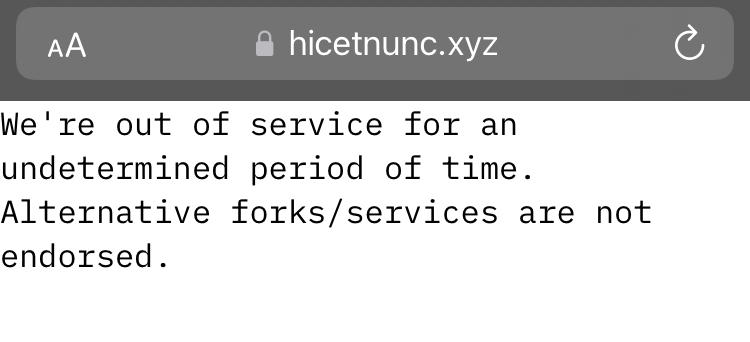 AA
hicetnunc.xyz
We're out of service for an
undetermined period of time.
Alternative forks/services are not
endorsed.